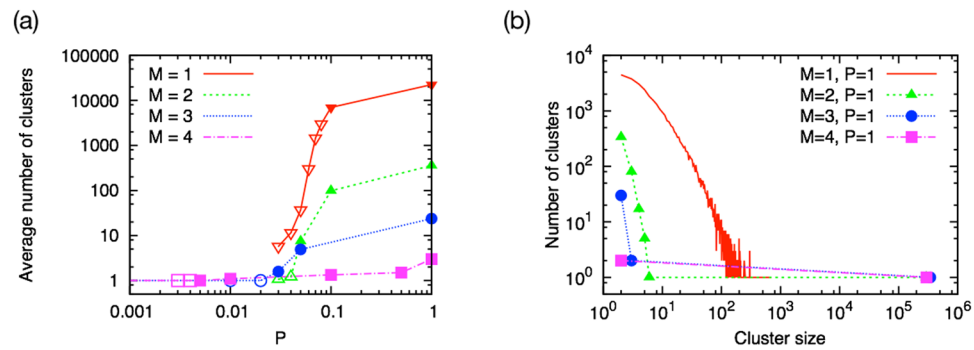 (a)
Average number of clusters
100000
10000
1000
100
10
1
0.001
0.01
0.1
1
P
M = 1
M = 2
M = 3
M = 4
(b)
Number of clusters
10^4
10^3
10^2
10^1
10^0
10^0
10^1
10^2
10^3
10^4
10^5
10^6
Cluster size
M=1, P=1
M=2, P=1
M=3, P=1
M=4, P=1